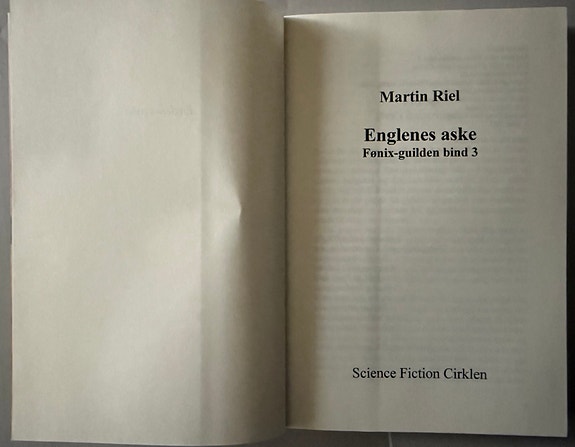 Martin Riel
Englenes aske
Fønix-guilden bind 3
Science Fiction Cirklen